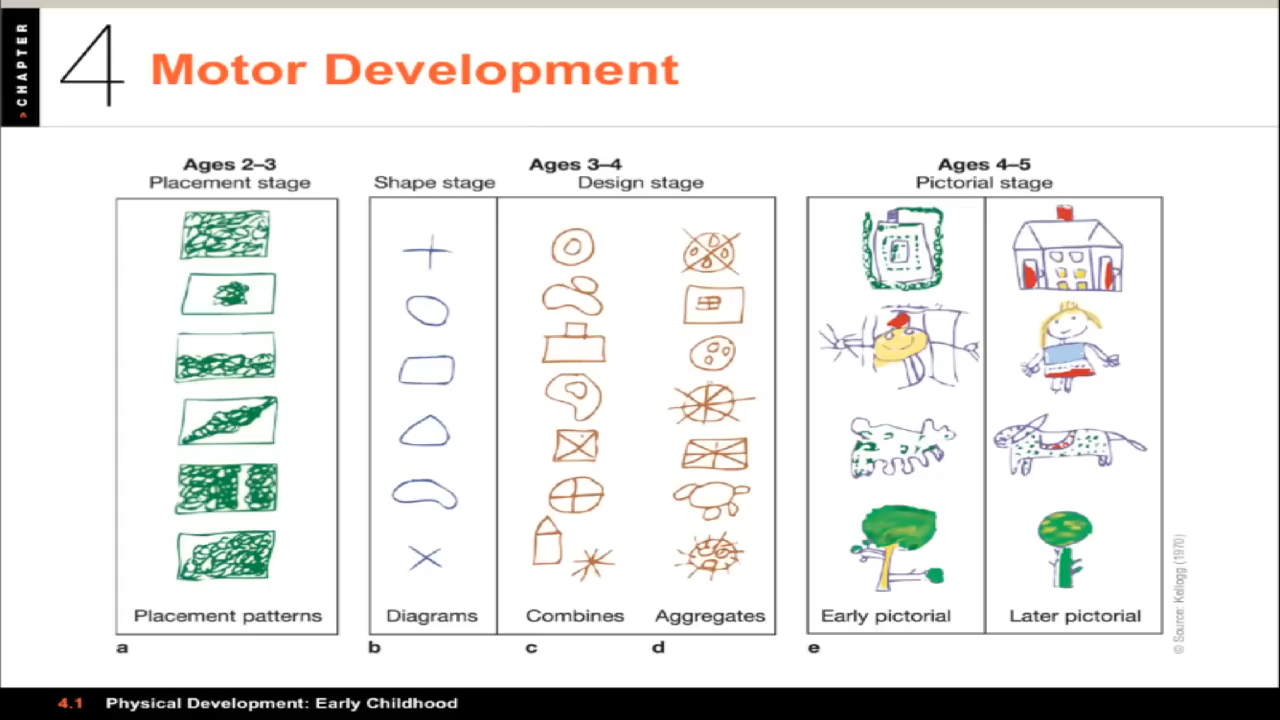 > CHAPTER
4
Motor Development
Ages 2–3
Placement stage
Ages 3–4
Shape stage
Design stage
Ages 4–5
Pictorial stage
Placement patterns
Diagrams
Combines
Aggregates
Early pictorial
Later pictorial
a
b
c
d
e
© Source: Kellogg (1970)
4.1 Physical Development: Early Childhood